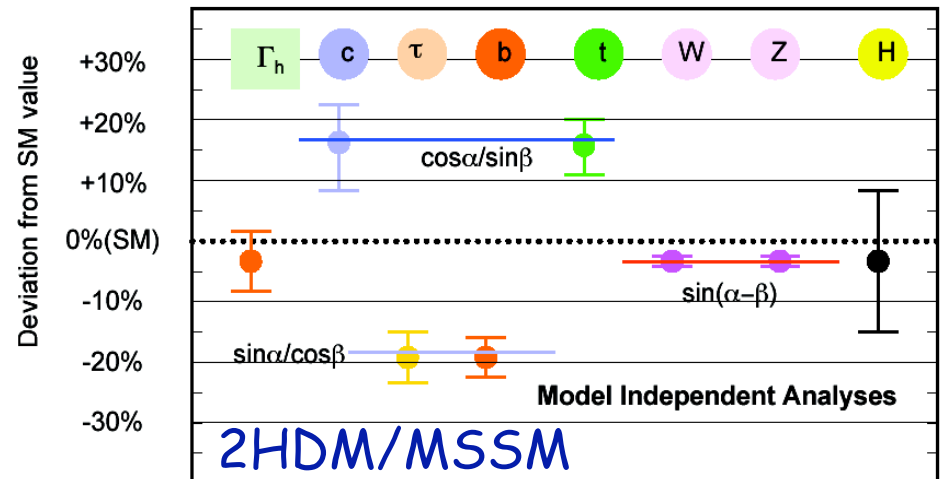 Deviation from SM value
+30%
+20%
+10%
0%(SM)
-10%
-20%
-30%
Γh c τ b t W Z H
cosα/sinβ
sin(α−β)
sinα/cosβ
Model Independent Analyses
2HDM/MSSM